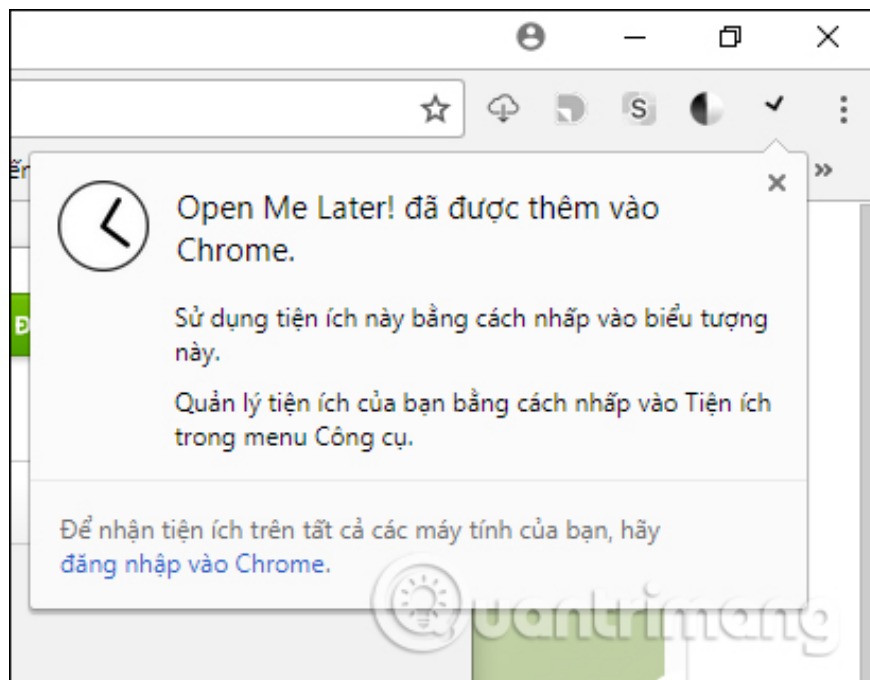 S
ến
Open Me Later! đã được thêm vào
Chrome.
Sử dụng tiện ích này bằng cách nhấp vào biểu tượng
này.
Đ
Quản lý tiện ích của bạn bằng cách nhấp vào Tiện ích
trong menu Công cụ.
Để nhận tiện ích trên tất cả các máy tính của bạn, hãy
đăng nhập vào Chrome.
Quantrimang